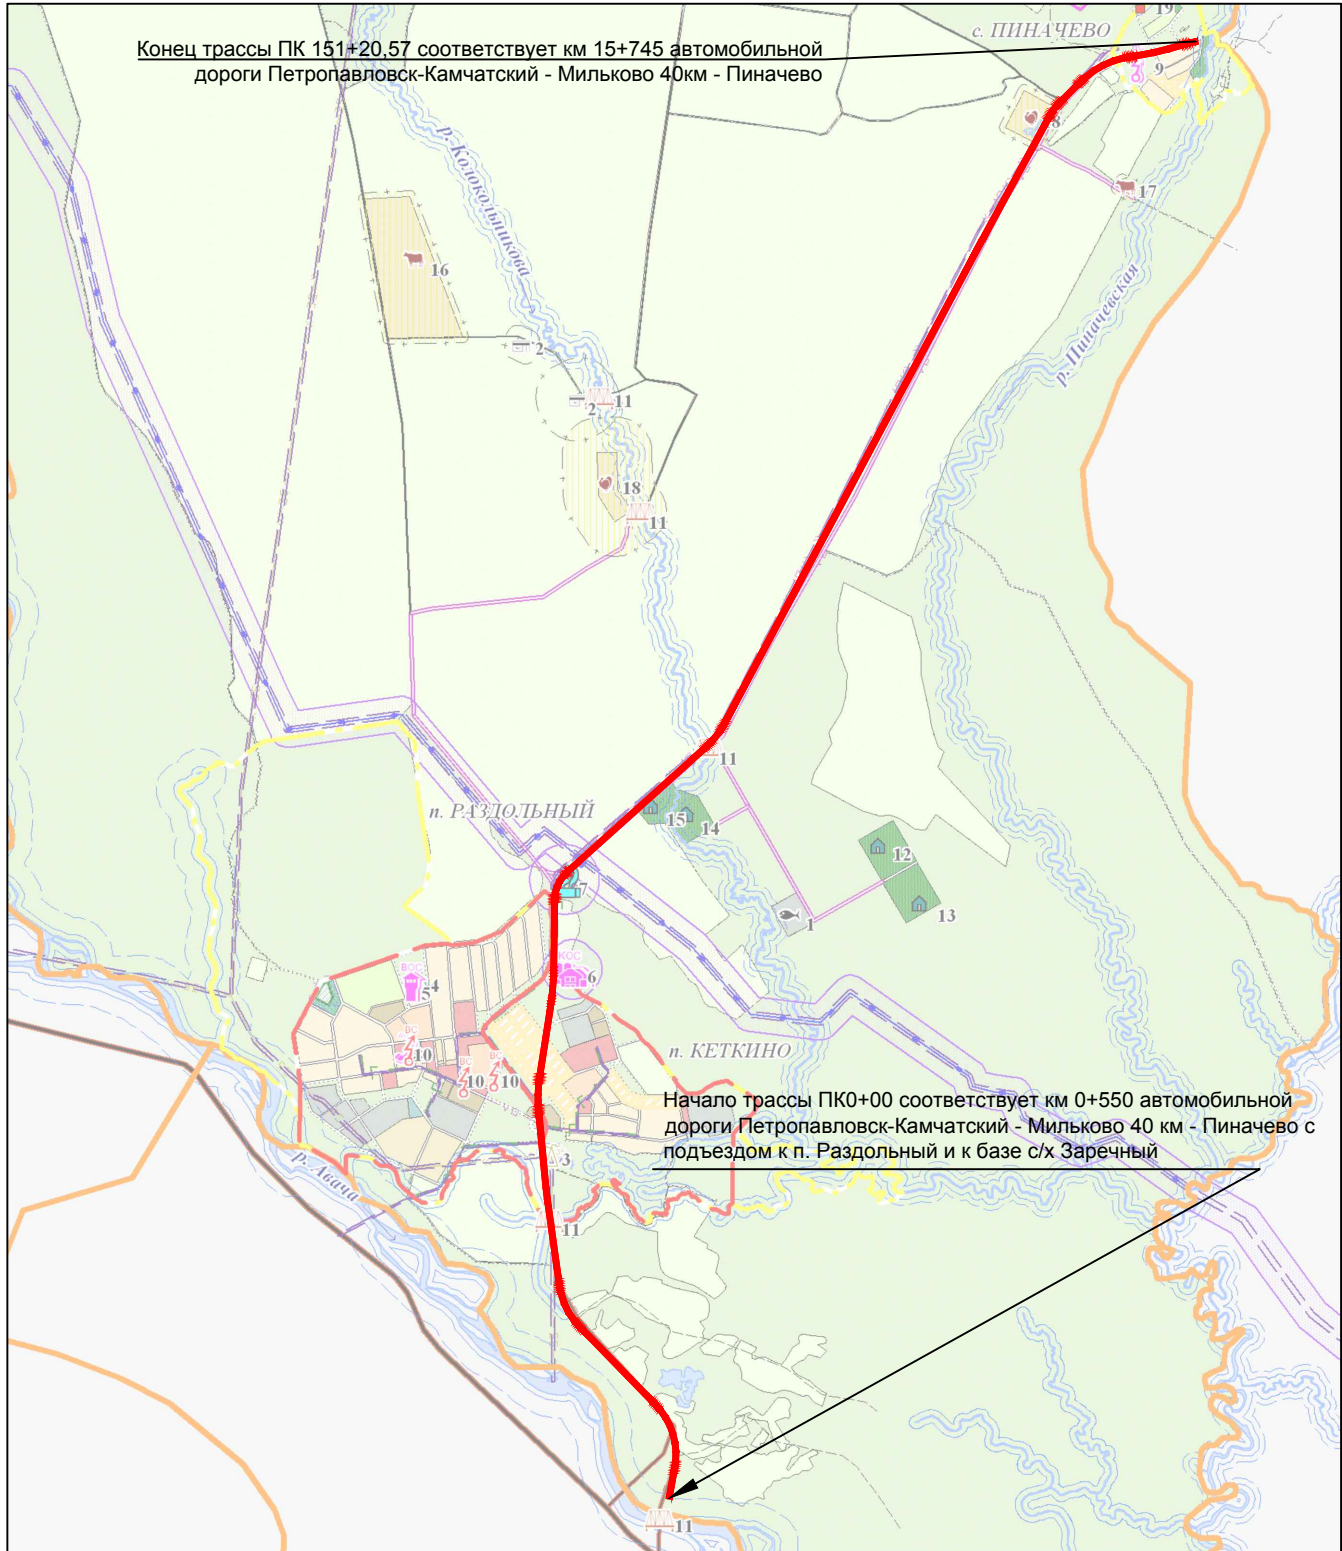 с. ПИНАЧЕВО
19
Конец трассы ПК 151+20,57 соответствует км 15+745 автомобильной
дороги Петропавловск-Камчатский - Мильково 40км - Пиначево
9
8
17
р. Колокольникова
16
р. Пиначевская
2
2
11
18
11
11
п. РАЗДОЛЬНЫЙ
15
14
12
7
13
1
КОС
6
ВОС
5
4
ВС
10
ВС
10
10
п. КЕТКИНО
Начало трассы ПК0+00 соответствует км 0+550 автомобильной
дороги Петропавловск-Камчатский - Мильково 40 км - Пиначево с
подъездом к п. Раздольный и к базе с/х Заречный
3
р. Авача
11
11